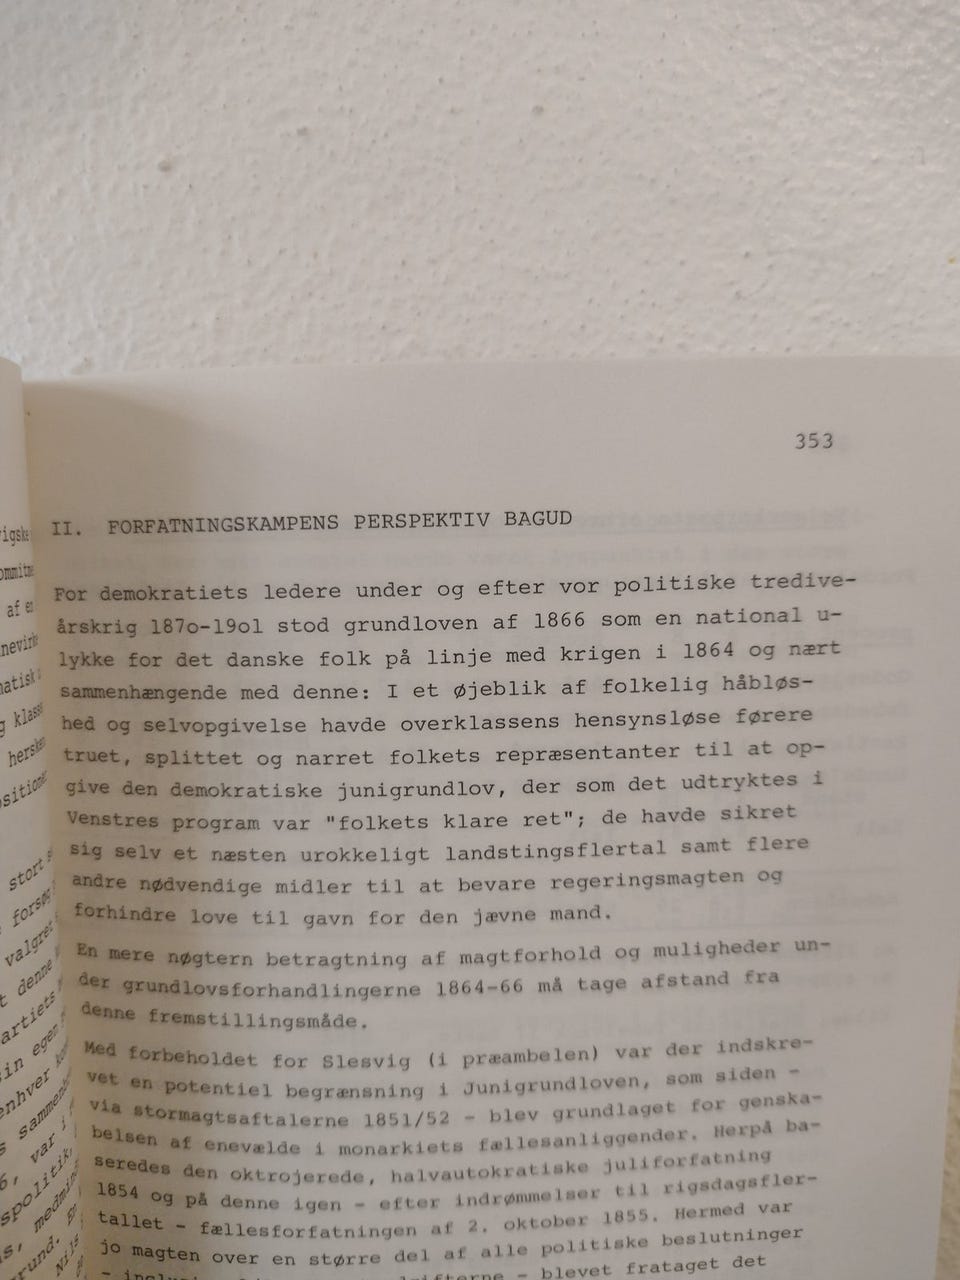 353
II. FORFATNINGSKAMPENS PERSPEKTIV BAGUD
For demokratiets ledere under og efter vor politiske tredive-
årskrig 187o-19o1 stod grundloven af 1866 som en national u-
lykke for det danske folk på linje med krigen i 1864 og nært
sammenhængende med denne: I et øjeblik af folkelig håbløs-
hed og selvopgivelse havde overklassens hensynsløse førere
truet, splittet og narret folkets repræsentanter til at op-
give den demokratiske junigrundlov, der som det udtryktes i
Venstres program var "folkets klare ret"; de havde sikret
sig selv et næsten urokkeligt landstingsflertal samt flere
andre nødvendige midler til at bevare regeringsmagten og
forhindre love til gavn for den jævne mand.
En mere nøgtern betragtning af magtforhold og muligheder un-
der grundlovsforhandlingerne 1864-66 må tage afstand fra
denne fremstillingsmåde.
Med forbeholdet for Slesvig (i præambelen) var der indskre-
vet en potentiel begrænsning i Junigrundloven, som siden -
via stormagtsaftalerne 1851/52 - blev grundlaget for genska-
belsen af enevælde i monarkiets fællesanliggender. Herpå ba-
seredes den oktrojerede, halvautokratiske juliforfatning
1854 og på denne igen - efter indrømmelser til rigsdagsfler-
tallet - fællesforfatningen af 2. oktober 1855. Hermed var
jo magten over en større del af alle politiske beslutninger
- blevet frataget det
af
stort
valgret
denne
egen
var i